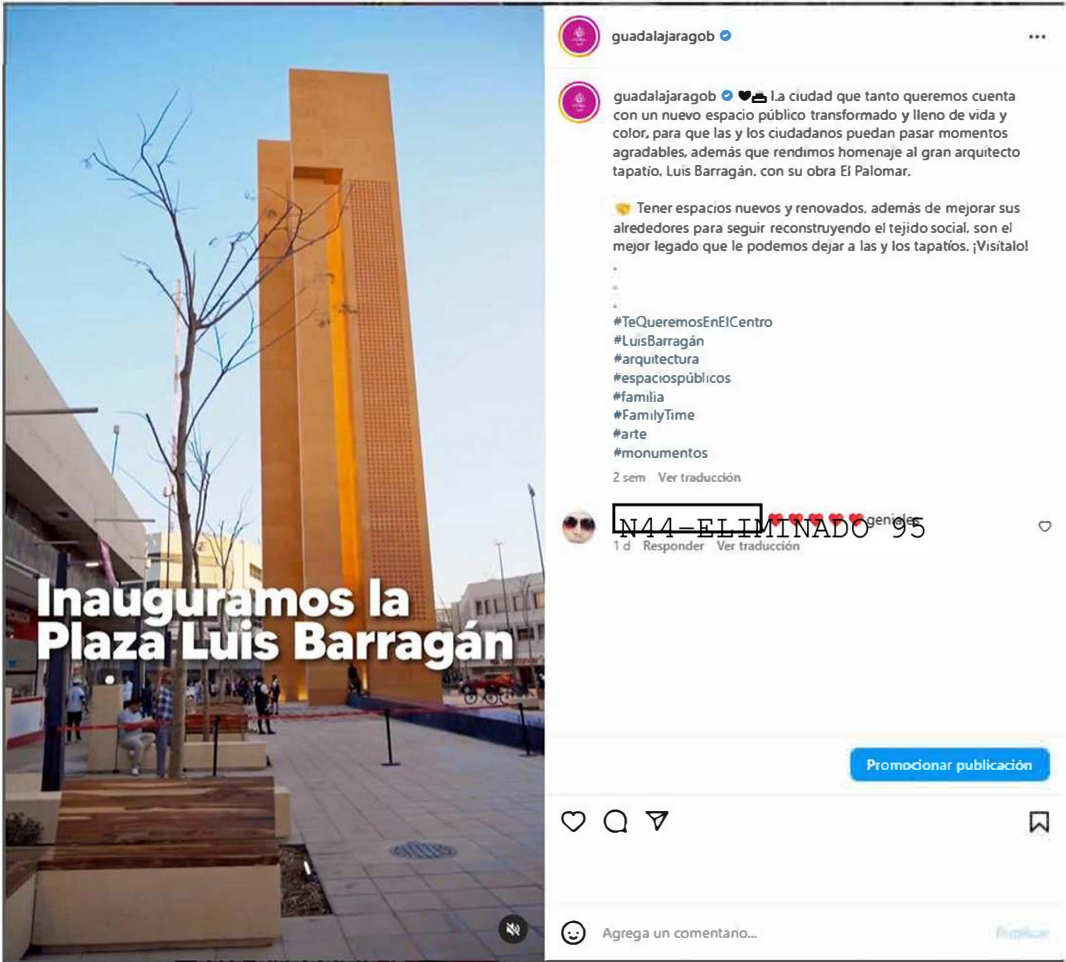 guadalajaragob
guadalajaragob La ciudad que tanto queremos cuenta
con un nuevo espacio público transformado y lleno de vida y
color, para que las y los ciudadanos puedan pasar momentos
agradables, además que rendimos homenaje al gran arquitecto
tapatío, Luis Barragán, con su obra El Palomar.
Tener espacios nuevos y renovados, además de mejorar sus
alrededores para seguir reconstruyendo el tejido social, son el
mejor legado que le podemos dejar a las y los tapatíos. ¡Visítalo!
.
.
.
#TeQueremosEnElCentro
#LuisBarragán
#arquitectura
#espaciospúblicos
#familia
#FamilyTime
#arte
#monumentos
2 sem Ver traducción
N44-ELIMINADO 95
geniales
1 d Responder Ver traducción
Inauguramos la
Plaza Luis Barragán
Promocionar publicación
Agrega un comentario...
Publicar